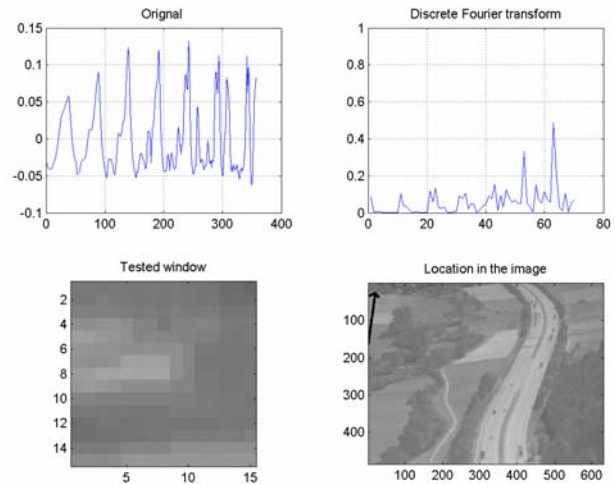 Orignal
0.15
0.1
0.05
0
-0.05
-0.1
0 100 200 300 400
Discrete Fourier transform
1
0.8
0.6
0.4
0.2
0
0 20 40 60 80
Tested window
2
4
6
8
10
12
14
5 10 15
Location in the image
100
200
300
400
100 200 300 400 500 600